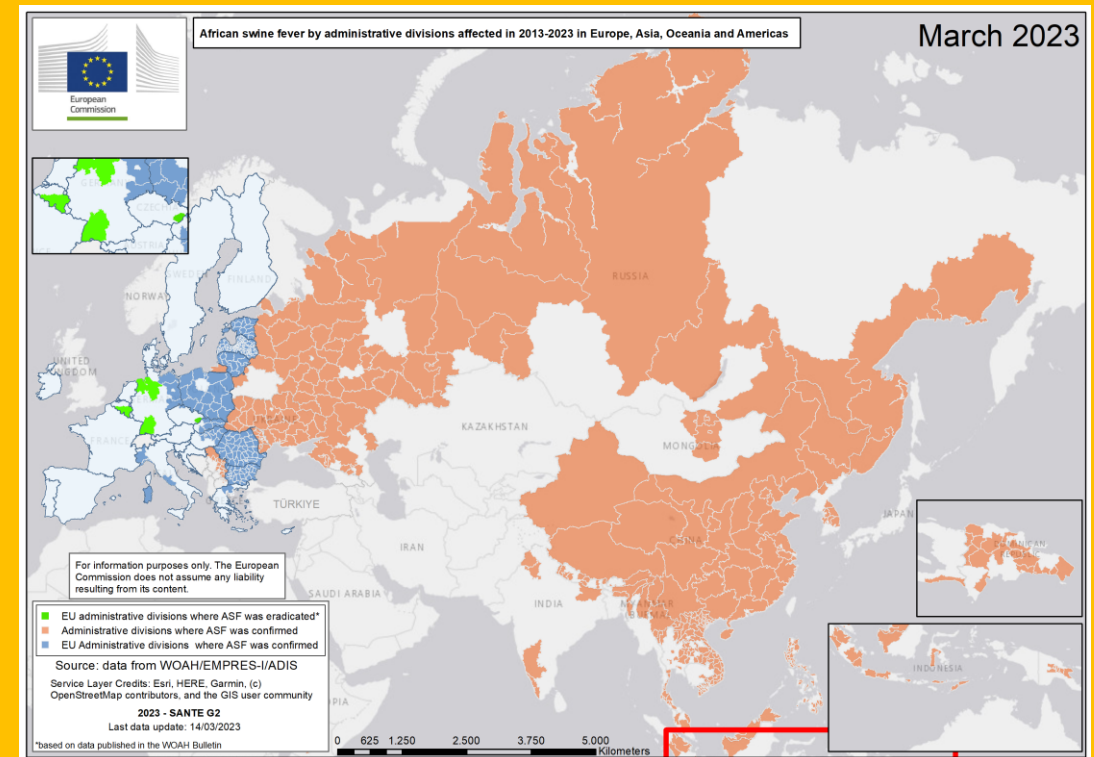 African swine fever by administrative divisions affected in 2013-2023 in Europe, Asia, Oceania and Americas
March 2023
European
Commission
CZECHIA
NORWAY
SWEDEN
FINLAND
RUSSIA
UNITED
KINGDOM
UKRAINE
FRANCE
KAZAKHSTAN
MONGOLIA
TÜRKIYE
CHINA
JAPAN
IRAN
DOMINICAN
REPUBLIC
For information purposes only. The European
Commission does not assume any liability
resulting from its content.
SAUDI ARABIA
INDIA
MYANMAR
(BURMA)
EU administrative divisions where ASF was eradicated*
Administrative divisions where ASF was confirmed
EU Administrative divisions where ASF was confirmed
Source: data from WOAH/EMPRES-I/ADIS
Service Layer Credits: Esri, HERE, Garmin, (c)
OpenStreetMap contributors, and the GIS user community
2023 - SANTE G2
Last data update: 14/03/2023
*based on data published in the WOAH Bulletin
INDONESIA
0 625 1.250 2.500 3.750 5.000
Kilometers